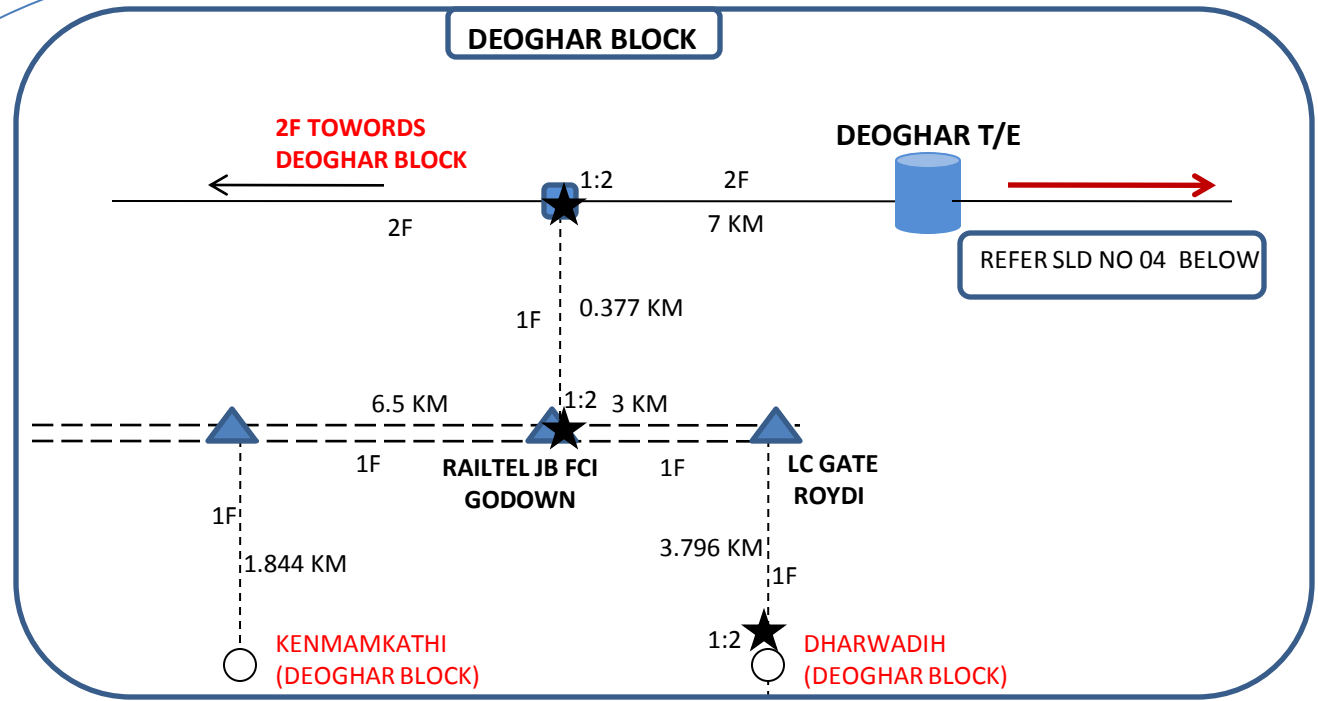 DEOGHAR BLOCK
2F TOWORDS
DEOGHAR BLOCK
DEOGHAR T/E
1:2
2F
2F
7 KM
REFER SLD NO 04 BELOW
1F
0.377 KM
6.5 KM
1:2
3 KM
1F
RAILTEL JB FCI
GODOWN
1F
LC GATE
ROYDI
1F
1.844 KM
3.796 KM
1F
KENMAMKATHI
(DEOGHAR BLOCK)
1:2
DHARWADIH
(DEOGHAR BLOCK)